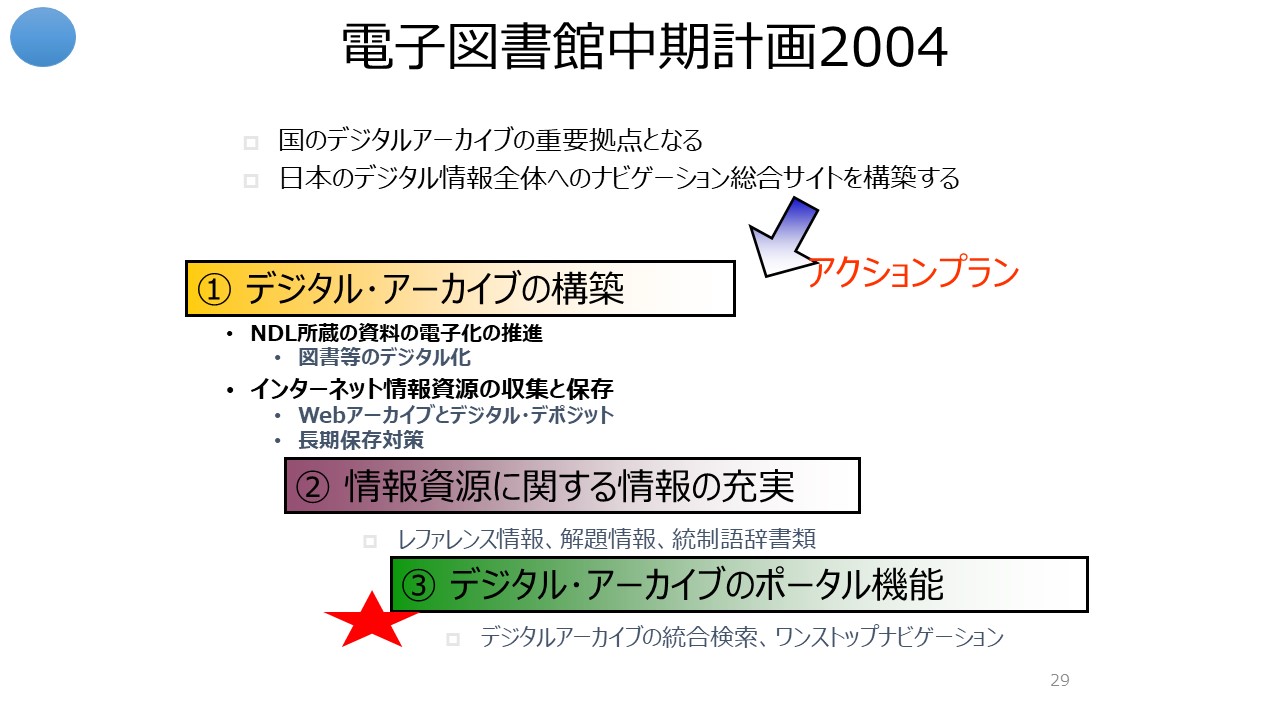 電子図書館中期計画2004
国のデジタルアーカイブの重要拠点となる
日本のデジタル情報全体へのナビゲーション総合サイトを構築する
アクションプラン
① デジタル・アーカイブの構築
• NDL所蔵の資料の電子化の推進
• 図書等のデジタル化
• インターネット情報資源の収集と保存
• Webアーカイブとデジタル・デポジット
• 長期保存対策
② 情報資源に関する情報の充実
レファレンス情報、解題情報、統制語辞書類
③ デジタル・アーカイブのポータル機能
デジタルアーカイブの統合検索、ワンストップナビゲーション
29